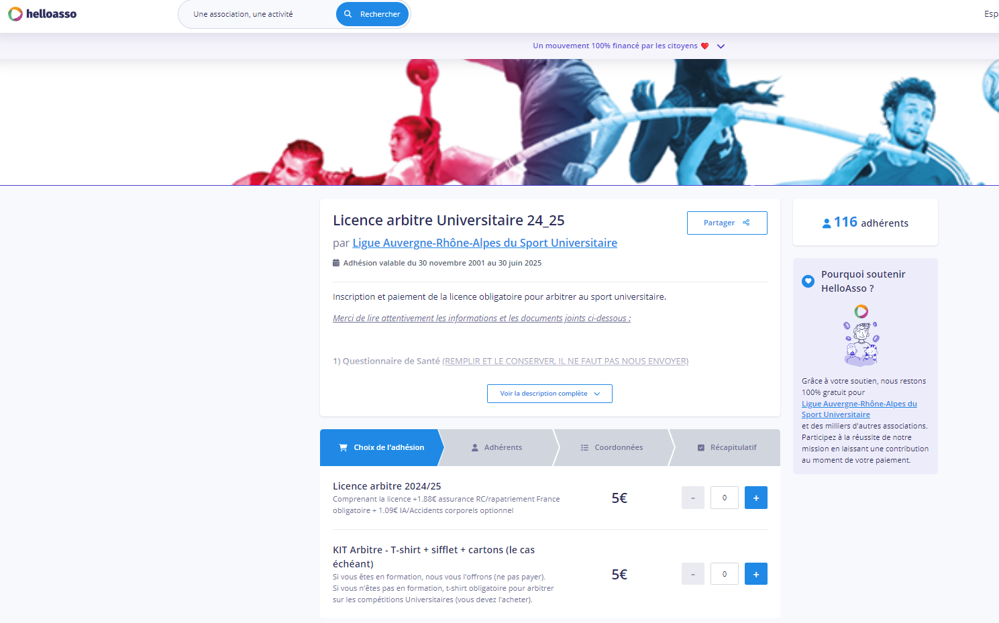 helloasso
Une association, une activité
Rechercher
Esp
Un mouvement 100% financé par les citoyens
Licence arbitre Universitaire 24_25
Partager
par Ligue Auvergne-Rhône-Alpes du Sport Universitaire
Adhésion valable du 30 novembre 2001 au 30 juin 2025
Inscription et paiement de la licence obligatoire pour arbitrer au sport universitaire.
Merci de lire attentivement les informations et les documents joints ci-dessous :
1) Questionnaire de Santé (REMPLIR ET LE CONSERVER, IL NE FAUT PAS NOUS ENVOYER)
Voir la description complète
116 adhérents
Pourquoi soutenir
HelloAsso ?
Grâce à votre soutien, nous restons
100% gratuit pour
Ligue Auvergne-Rhône-Alpes du
Sport Universitaire
et des milliers d'autres associations.
Participez à la réussite de notre
mission en laissant une contribution
au moment de votre paiement.
Choix de l'adhésion
Adhérents
Coordonnées
Récapitulatif
Licence arbitre 2024/25
Comprenant la licence +1.88€ assurance RC/rapatriement France
obligatoire + 1.09€ IA/Accidents corporels optionnel
5€
- 0 +
KIT Arbitre - T-shirt + sifflet + cartons (le cas
échéant)
Si vous êtes en formation, nous vous l'offrons (ne pas payer).
Si vous n'êtes pas en formation, t-shirt obligatoire pour arbitrer
sur les compétitions Universitaires (vous devez l'acheter).
5€
- 0 +